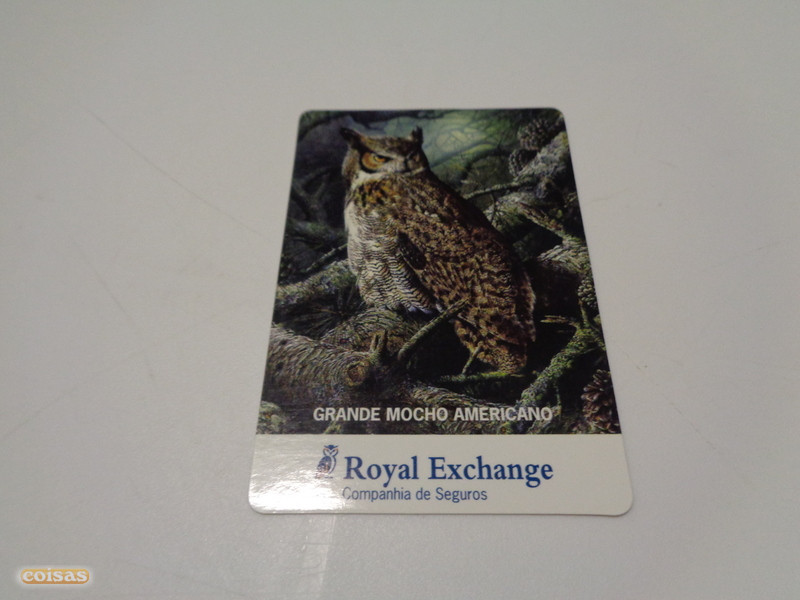 GRANDE MOCHO AMERICANO
Royal Exchange
Companhia de Seguros
coisas